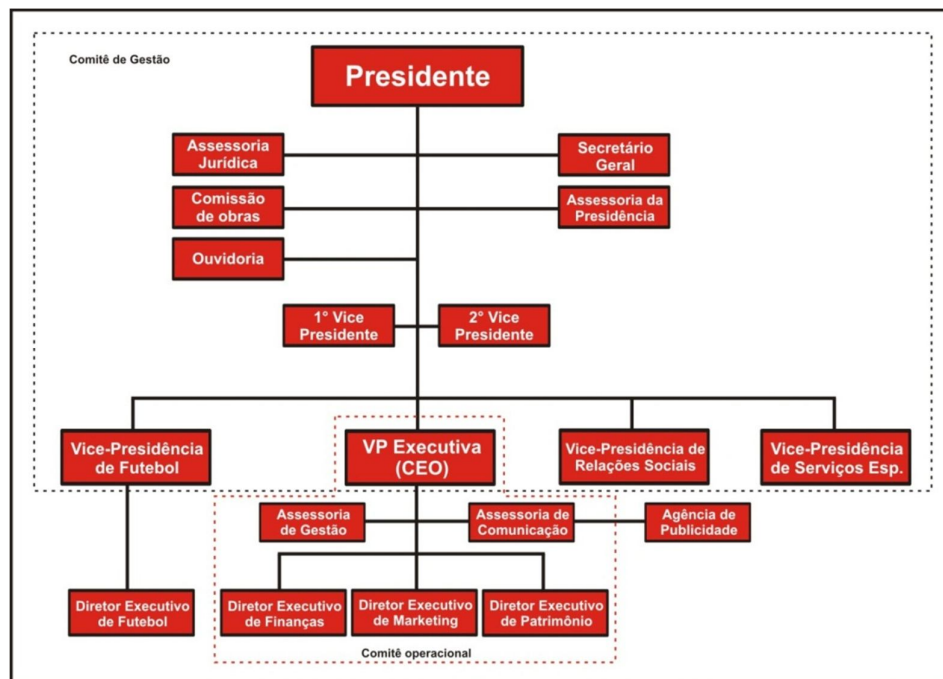 Comitê de Gestão
Presidente
Assessoria
Jurídica
Secretário
Geral
Comissão
de obras
Assessoria da
Presidência
Ouvidoria
1° Vice
Presidente
2° Vice
Presidente
Vice-Presidência
de Futebol
VP Executiva
(CEO)
Vice-Presidência de
Relações Sociais
Vice-Presidência
de Serviços Esp.
Assessoria
de Gestão
Assessoria de
Comunicação
Agência de
Publicidade
Diretor Executivo
de Futebol
Diretor Executivo
de Finanças
Diretor Executivo
de Marketing
Diretor Executivo
de Patrimônio
Comitê operacional